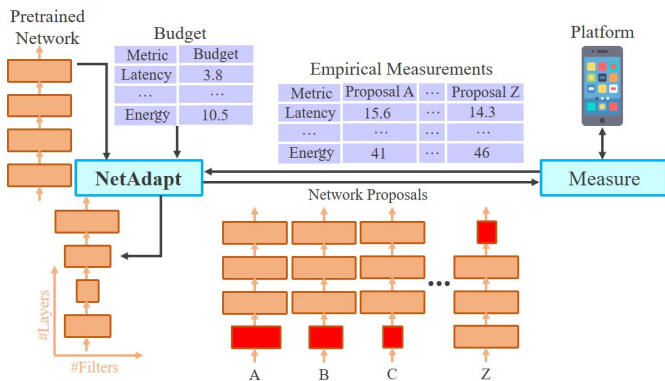 Pretrained
Network
Budget
Metric Budget
Latency 3.8
... ...
Energy 10.5
Empirical Measurements
Metric Proposal A ... Proposal Z
Latency 15.6 ... 14.3
... ... ... ...
Energy 41 ... 46
Platform
NetAdapt
Measure
Network Proposals
#Layers
#Filters
...
A B C Z